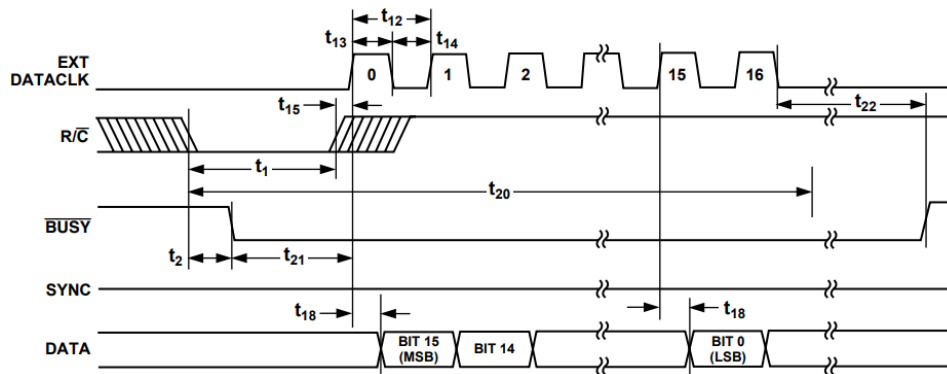 t12
t13
t14
EXT
DATACLK
0
1
2
15
16
t15
t22
R/C̅
t1
t20
B̅U̅S̅Y̅
t2
t21
SYNC
t18
t18
DATA
BIT 15
(MSB)
BIT 14
BIT 0
(LSB)